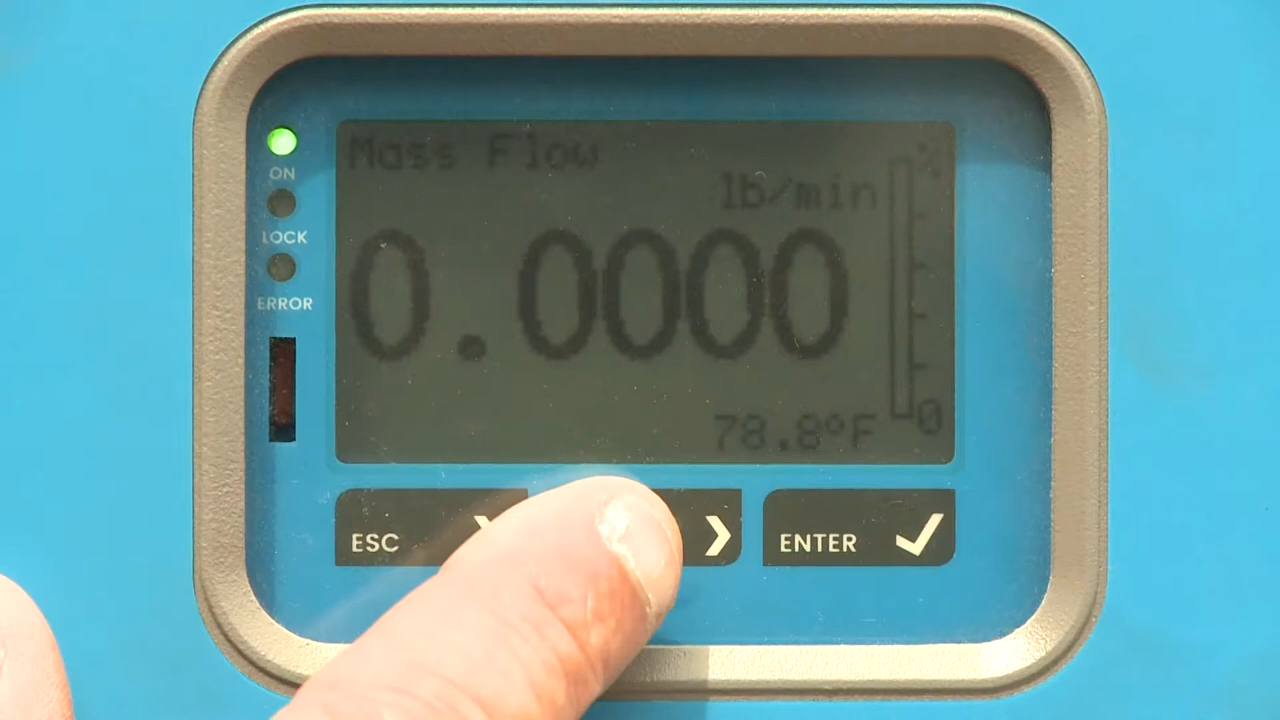 ON
LOCK
ERROR
Mass Flow
lb/min
%
0.0000
78.8°F
0
ESC
ENTER